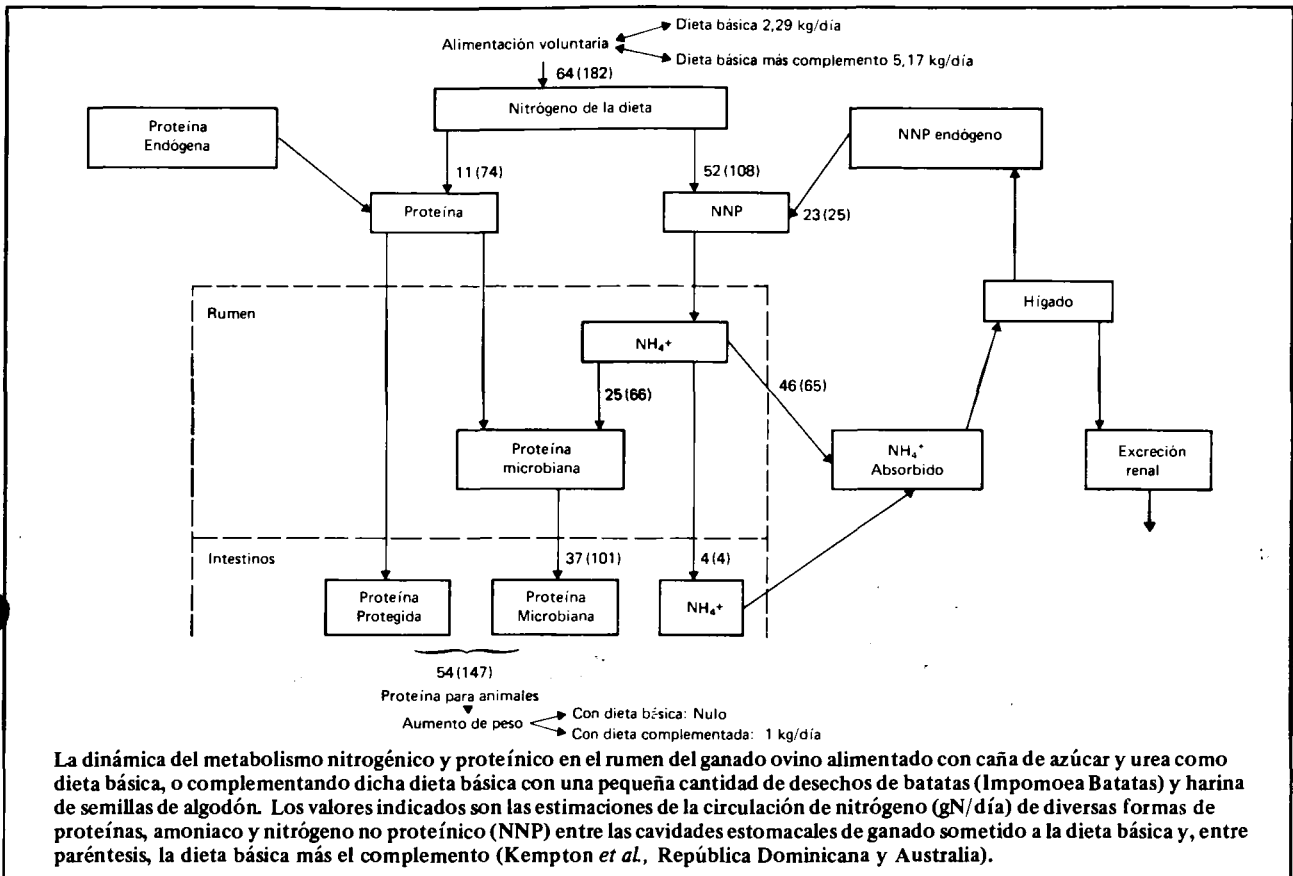 Alimentación voluntaria
Dieta básica 2,29 kg/día
Dieta básica más complemento 5,17 kg/día
64 (182)
Nitrógeno de la dieta
Proteína
Endógena
NNP endógeno
11 (74)
52 (108)
Proteína
NNP
23 (25)
Rumen
Hígado
NH₄+
25 (66)
46 (65)
Proteína
microbiana
NH₄+
Absorbido
Excreción
renal
Intestinos
37 (101)
4 (4)
Proteína
Protegida
Proteína
Microbiana
NH₄+
54 (147)
Proteína para animales
Aumento de peso
Con dieta básica: Nulo
Con dieta complementada: 1 kg/día
La dinámica del metabolismo nitrogénico y proteínico en el rumen del ganado ovino alimentado con caña de azúcar y urea como
dieta básica, o complementando dicha dieta básica con una pequeña cantidad de desechos de batatas (Impomoea Batatas) y harina
de semillas de algodón. Los valores indicados son las estimaciones de la circulación de nitrógeno (gN/día) de diversas formas de
proteínas, amoniaco y nitrógeno no proteínico (NNP) entre las cavidades estomacales de ganado sometido a la dieta básica y, entre
paréntesis, la dieta básica más el complemento (Kempton et al., República Dominicana y Australia).